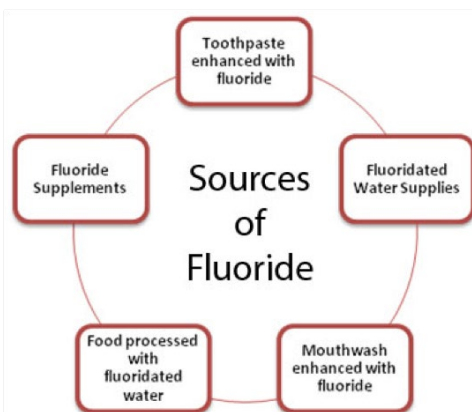 Toothpaste
enhanced with
fluoride
Fluoride
Supplements
Sources
of
Fluoride
Fluoridated
Water Supplies
Food processed
with
fluoridated
water
Mouthwash
enhanced with
fluoride